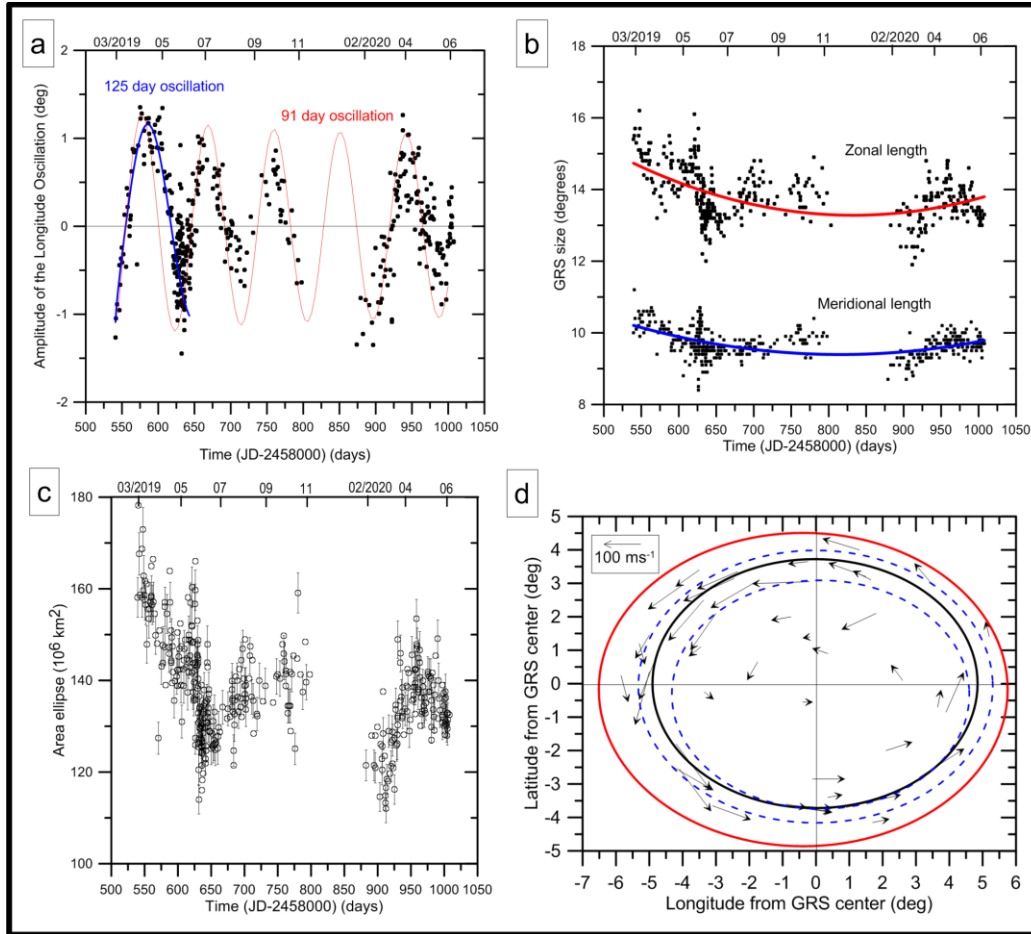 a
03/2019 05 07 09 11 02/2020 04 06
2
1
0
-1
-2
125 day oscillation
91 day oscillation
Amplitude of the Longitude Oscillation (deg)
500 550 600 650 700 750 800 850 900 950 1000 1050
Time (JD-2458000) (days)
b
03/2019 05 07 09 11 02/2020 04 06
18
16
14
12
10
8
Zonal length
Meridional length
GRS size (degrees)
500 550 600 650 700 750 800 850 900 950 1000 1050
Time (JD-2458000) (days)
c
03/2019 05 07 09 11 02/2020 04 06
180
160
140
120
100
Area ellipse (10⁶ km²)
500 550 600 650 700 750 800 850 900 950 1000 1050
Time (JD-2458000) (days)
d
5
4
3
2
1
0
-1
-2
-3
-4
-5
100 ms⁻¹
Latitude from GRS center (deg)
-7 -6 -5 -4 -3 -2 -1 0 1 2 3 4 5 6
Longitude from GRS center (deg)